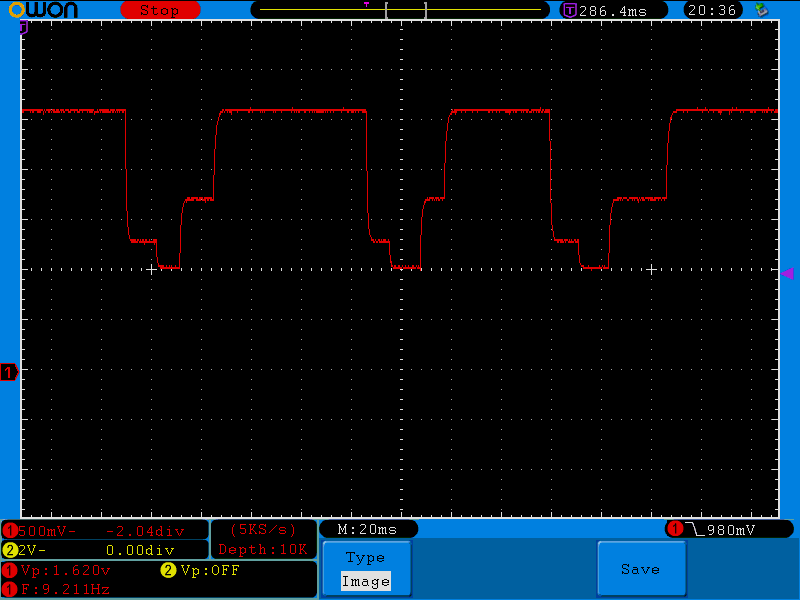 OWON Stop T T 286.4ms 20:36
1
1 500mV- -2.04div (5KS/s) M:20ms 1 980mV
2 2V- 0.00div Depth:10K
1 Vp:1.620v 2 Vp:OFF Type Save
1 F:9.211Hz Image